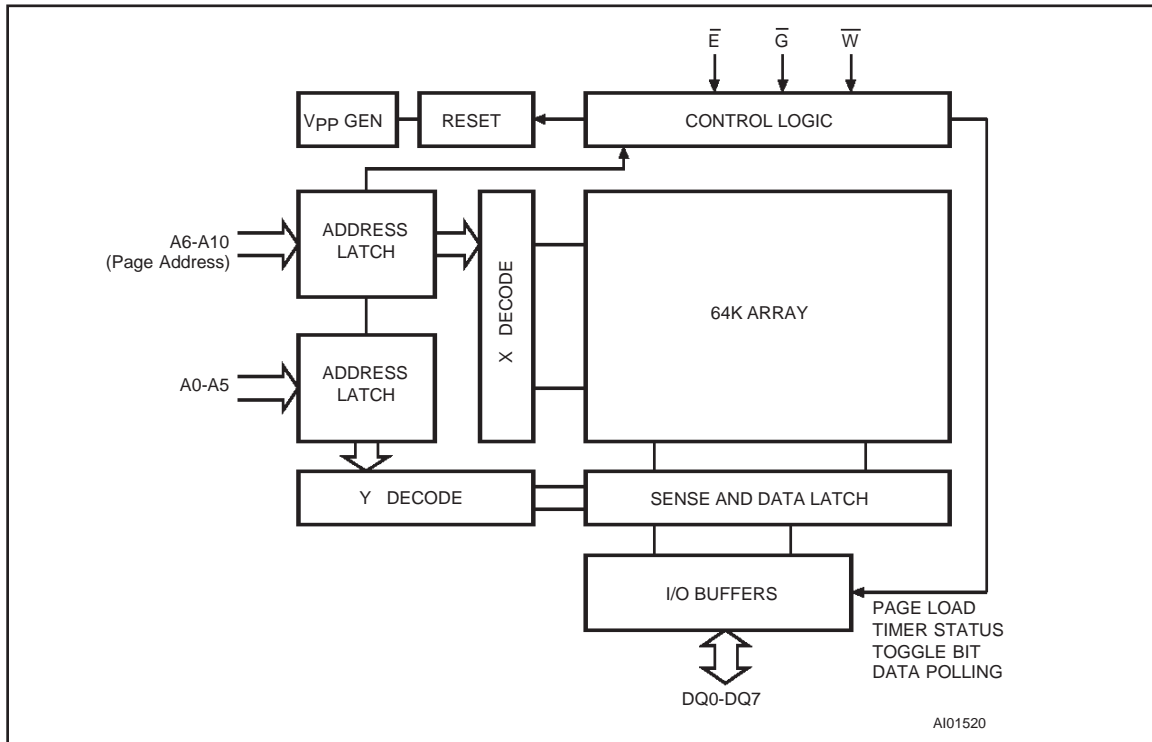 E̅ G̅ W̅
VPP GEN
RESET
CONTROL LOGIC
A6-A10
(Page Address)
ADDRESS
LATCH
X DECODE
64K ARRAY
A0-A5
ADDRESS
LATCH
Y DECODE
SENSE AND DATA LATCH
I/O BUFFERS
PAGE LOAD
TIMER STATUS
TOGGLE BIT
DATA POLLING
DQ0-DQ7
AI01520